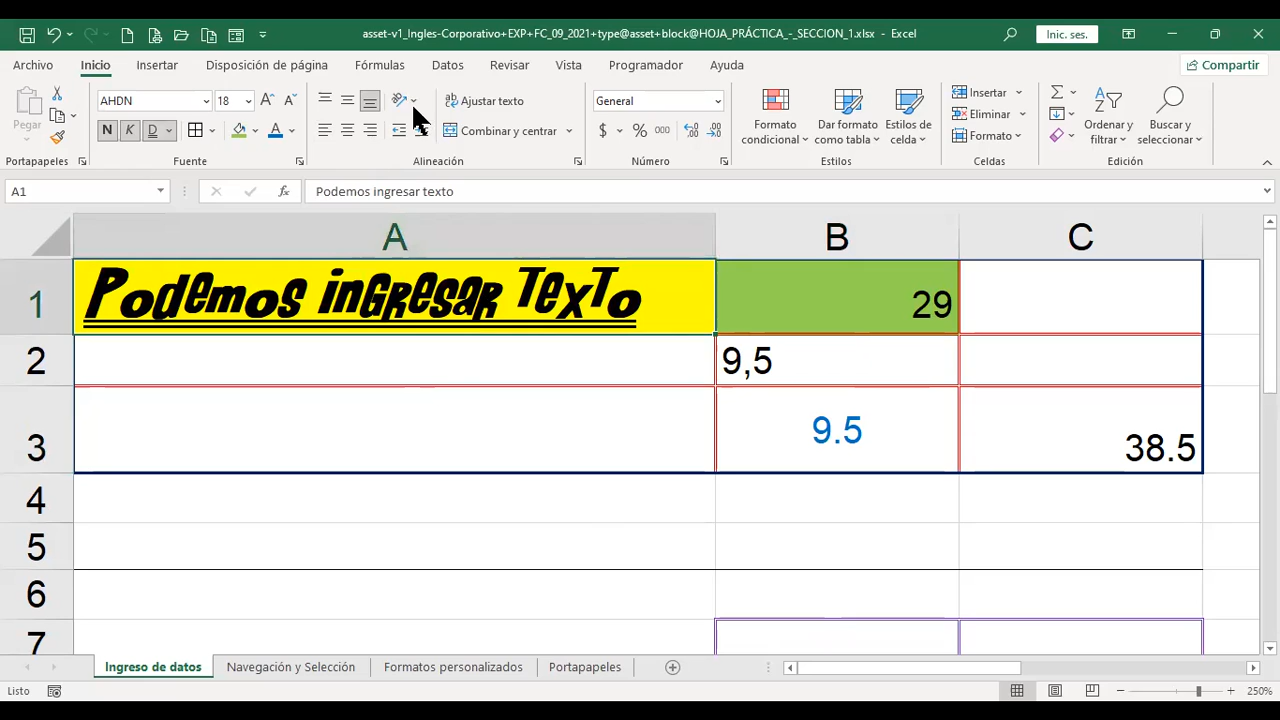 asset-v1_Ingles-Corporativo+EXP+FC_09_2021+type@asset+block@HOJA_PRÁCTICA_-_SECCION_1.xlsx - Excel
Inic. ses.
Archivo Inicio Insertar Disposición de página Fórmulas Datos Revisar Vista Programador Ayuda
Compartir
Pegar
Portapapeles
AHDN 18
N K D
Fuente
Ajustar texto
Combinar y centrar
Alineación
General
$ % 000
Número
Formato condicional
Dar formato como tabla
Estilos de celda
Estilos
Insertar
Eliminar
Formato
Celdas
Ordenar y filtrar
Buscar y seleccionar
Edición
A1 fx Podemos ingresar texto
A B C
1 Podemos ingresar texto 29
2 9,5
3 9.5 38.5
4
5
6
7
Ingreso de datos Navegación y Selección Formatos personalizados Portapapeles
Listo 250%